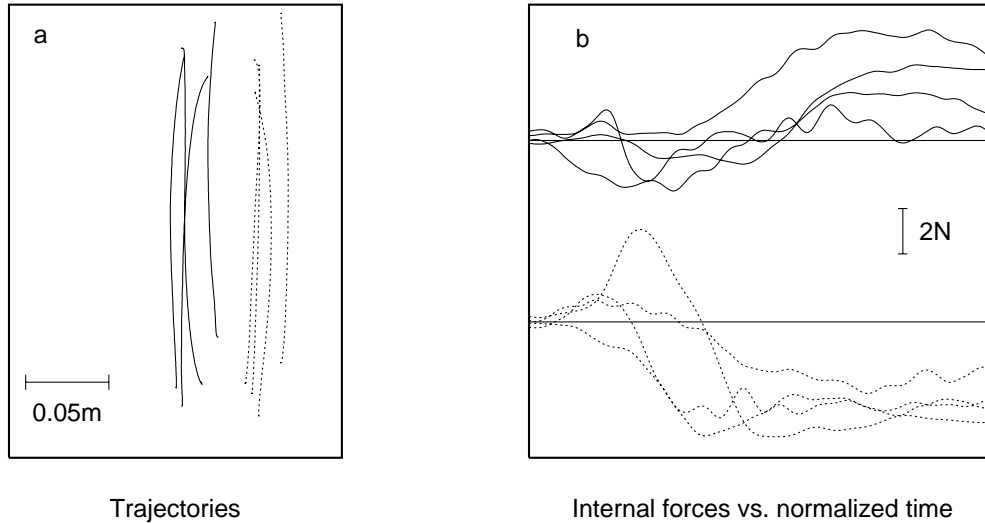 a
b
2N
0.05m
Trajectories
Internal forces vs. normalized time